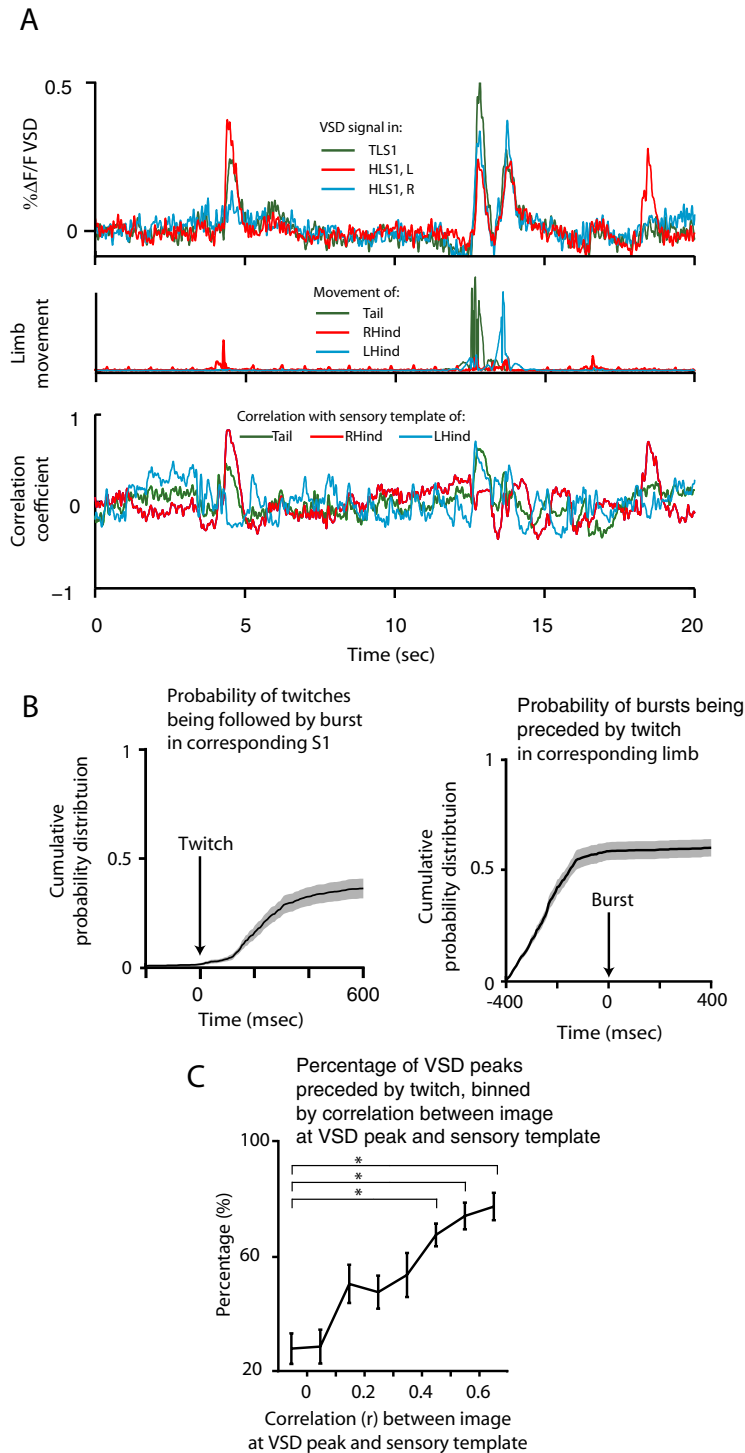 A
0.5
0
%ΔF/F VSD
VSD signal in:
TLS1
HLS1, L
HLS1, R
Limb
movement
Movement of:
Tail
RHind
LHind
Correlation
coefficient
1
0
−1
Correlation with sensory template of:
Tail RHind LHind
0 5 10 15 20
Time (sec)
B
Probability of twitches
being followed by burst
in corresponding S1
Cumulative
probability distribtuion
1
0.5
0
Twitch
0 600
Time (msec)
Probability of bursts being
preceded by twitch
in corresponding limb
Cumulative
probability distribtuion
1
0.5
0
Burst
-400 0 400
Time (msec)
C
Percentage of VSD peaks
preceded by twitch, binned
by correlation between image
at VSD peak and sensory template
Percentage (%)
100
60
20
*
*
*
0 0.2 0.4 0.6
Correlation (r) between image
at VSD peak and sensory template